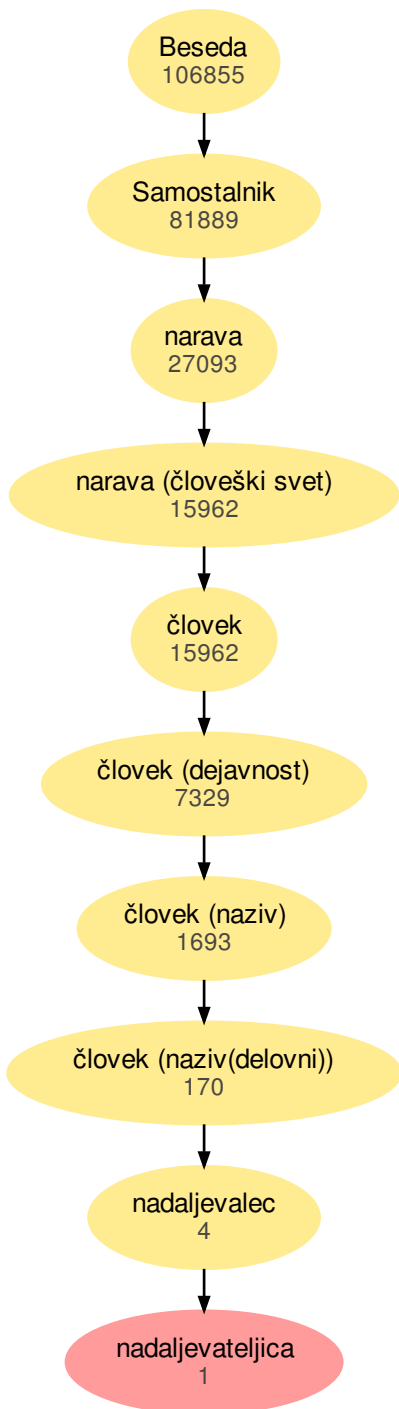 Beseda
106855
Samostalnik
81889
narava
27093
narava (človeški svet)
15962
človek
15962
človek (dejavnost)
7329
človek (naziv)
1693
človek (naziv(delovni))
170
nadaljevalec
4
nadaljevateljica
1